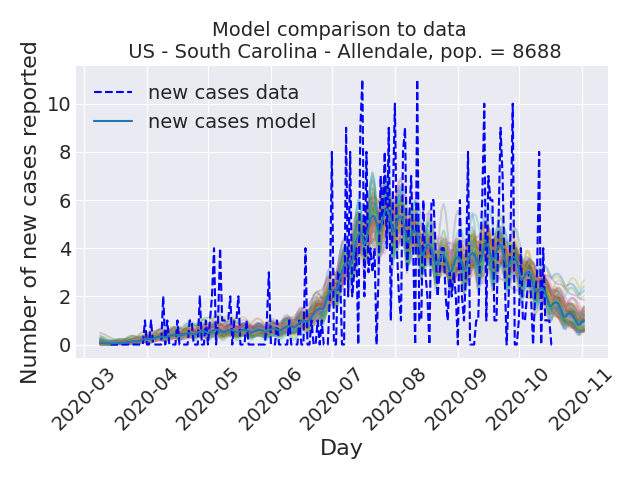 Model comparison to data
US - South Carolina - Allendale, pop. = 8688
Number of new cases reported
10
8
6
4
2
0
new cases data
new cases model
2020-03
2020-04
2020-05
2020-06
2020-07
2020-08
2020-09
2020-10
2020-11
Day